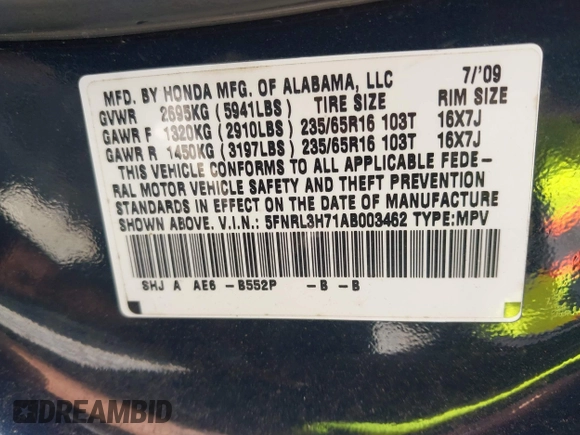 MFD. BY HONDA MFG. OF ALABAMA, LLC 7/'09
GVWR 2695KG (5941LBS) TIRE SIZE RIM SIZE
GAWR F 1320KG (2910LBS) 235/65R16 103T 16X7J
GAWR R 1450KG (3197LBS) 235/65R16 103T 16X7J
THIS VEHICLE CONFORMS TO ALL APPLICABLE FEDE-
RAL MOTOR VEHICLE SAFETY AND THEFT PREVENTION
STANDARDS IN EFFECT ON THE DATE OF MANUFACTURE
SHOWN ABOVE. V.I.N.: 5FNRL3H71AB003462 TYPE:MPV
SHJ A AE6 -B552P -B -B
DREAMBID